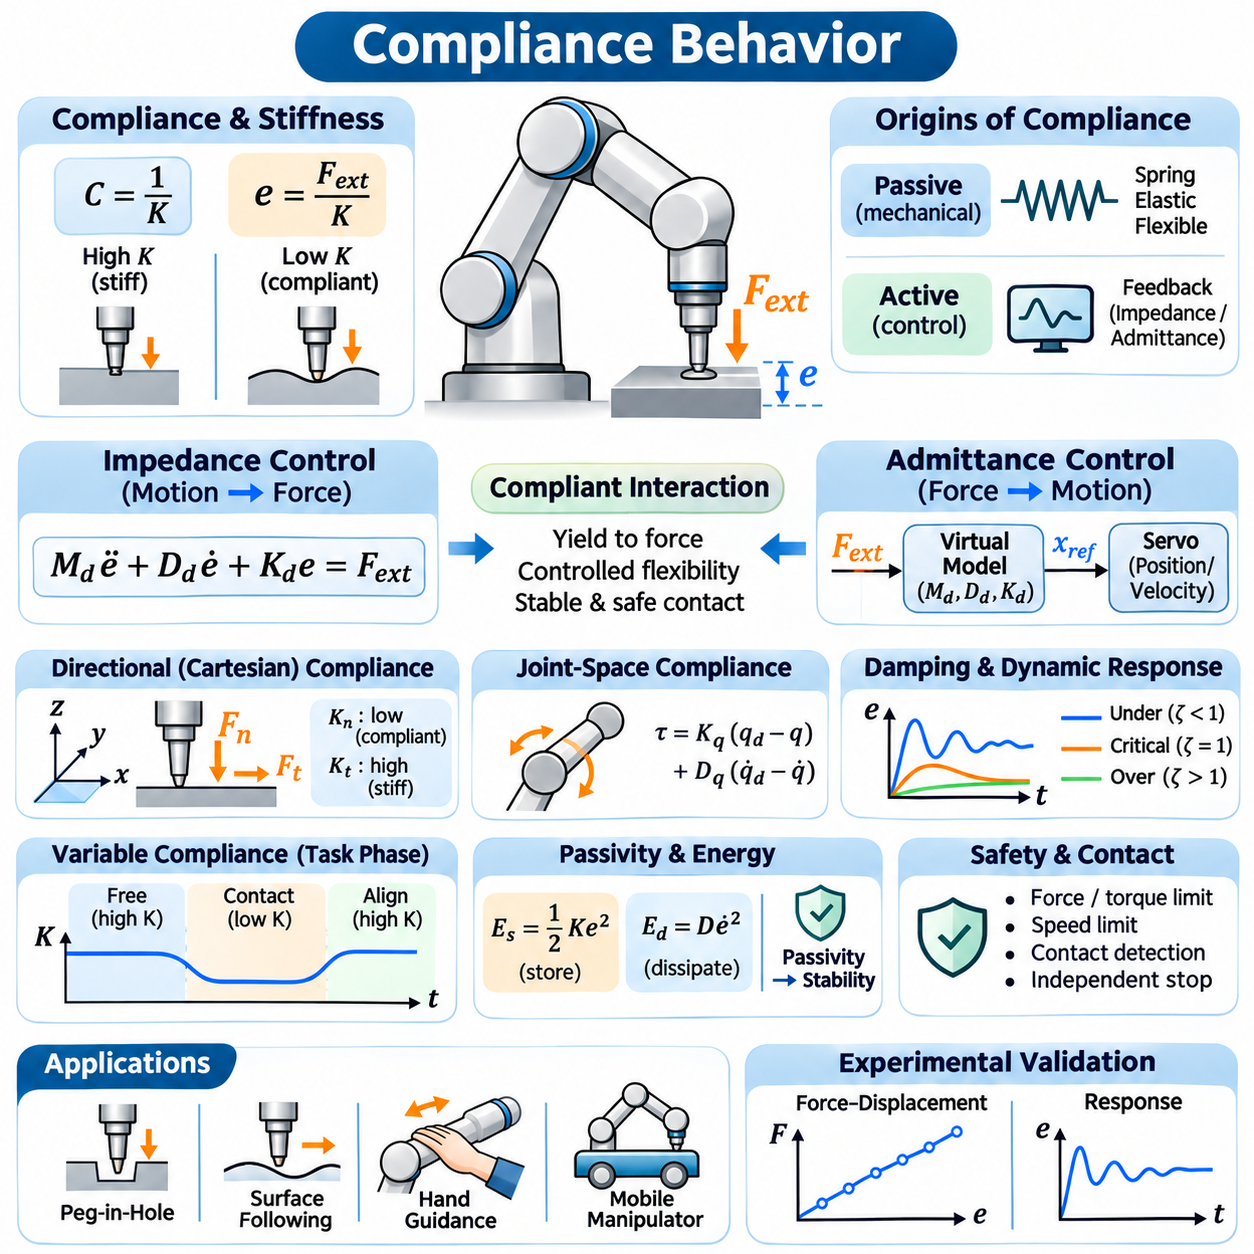 Compliance Behavior
Compliance & Stiffness
C = 1/K
e = F_ext/K
High K
(stiff)
Low K
(compliant)
F_ext
e
Origins of Compliance
Passive
(mechanical)
Spring
Elastic
Flexible
Active
(control)
Feedback
(Impedance /
Admittance)
Impedance Control
(Motion → Force)
M_d ë + D_d ė + K_d e = F_ext
Compliant Interaction
Yield to force
Controlled flexibility
Stable & safe contact
Admittance Control
(Force → Motion)
F_ext
Virtual
Model
(M_d, D_d, K_d)
x_ref
Servo
(Position/
Velocity)
Directional (Cartesian) Compliance
z
y
x
F_n
F_t
K_n : low
(compliant)
K_t : high
(stiff)
Joint-Space Compliance
τ = K_q (q_d − q)
+ D_q (q̇_d − q̇)
Damping & Dynamic Response
e
t
Under (ζ < 1)
Critical (ζ = 1)
Over (ζ > 1)
Variable Compliance (Task Phase)
Free
(high K)
Contact
(low K)
Align
(high K)
K
t
Passivity & Energy
E_s = 1/2 Ke²
(store)
E_d = Dė²
(dissipate)
Passivity
→ Stability
Safety & Contact
• Force / torque limit
• Speed limit
• Contact detection
• Independent stop
Applications
Peg-in-Hole
Surface
Following
Hand
Guidance
Mobile
Manipulator
Experimental Validation
Force–Displacement
F
e
Response
e
t